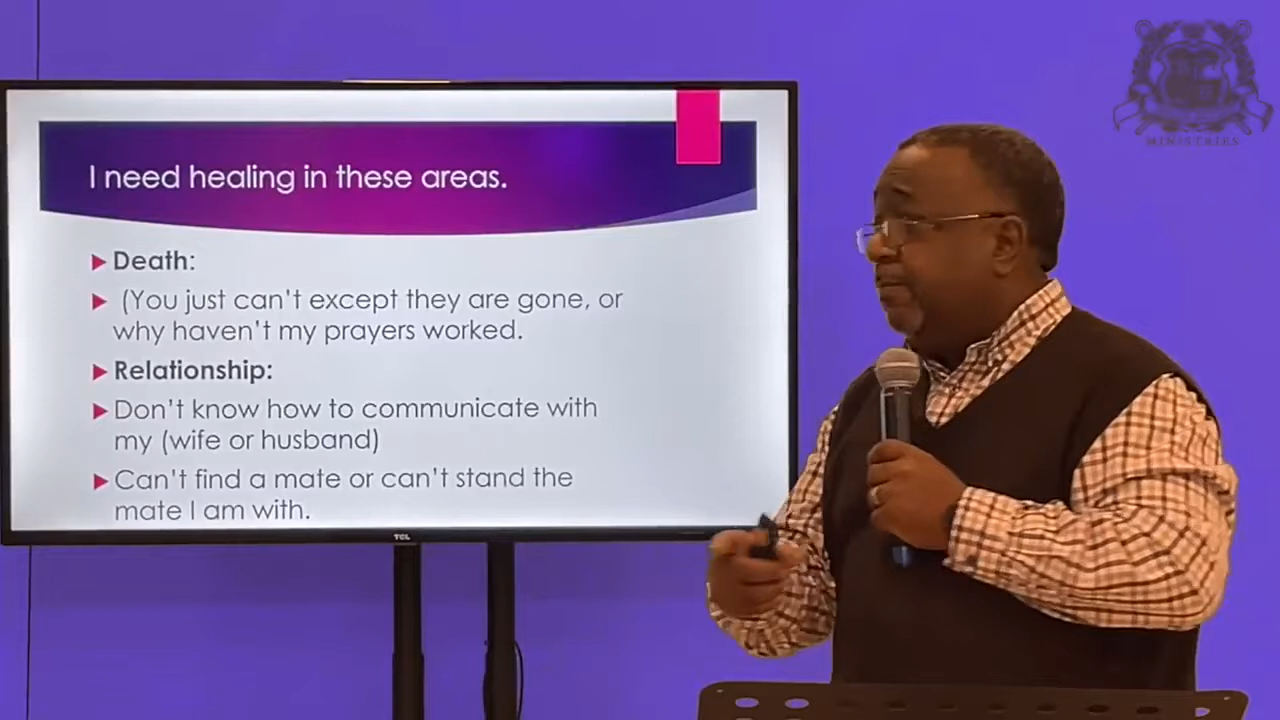 MINISTRIES
I need healing in these areas.
Death:
(You just can't except they are gone, or
why haven't my prayers worked.
Relationship:
Don't know how to communicate with
my (wife or husband)
Can't find a mate or can't stand the
mate I am with.
TCL